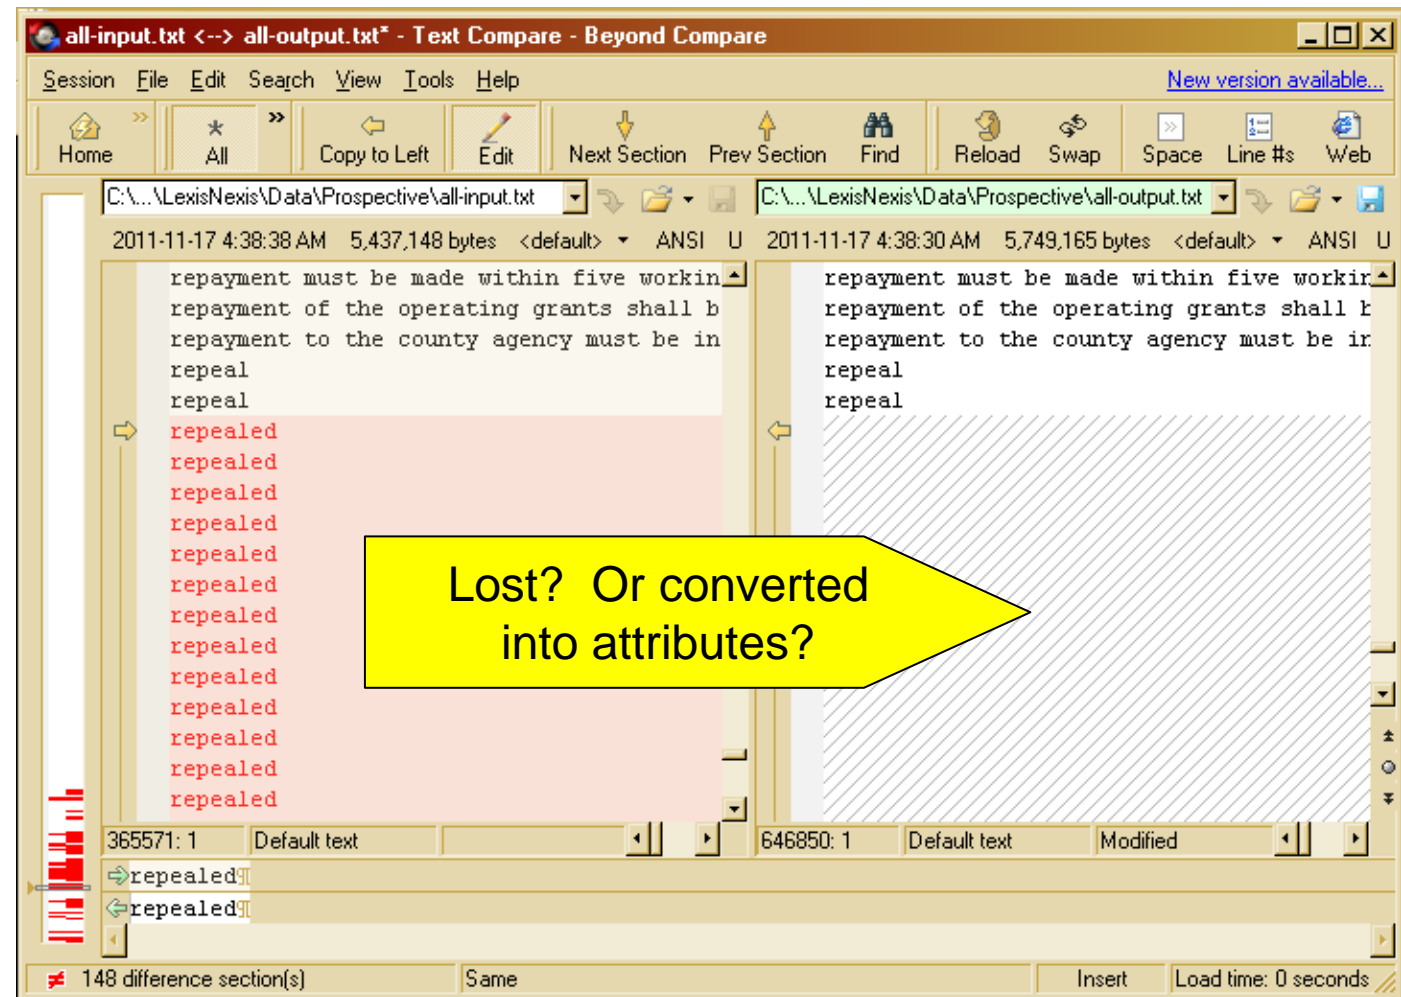 all-input.txt <--> all-output.txt* - Text Compare - Beyond Compare
Session File Edit Search View Tools Help New version available...
Home » * All » Copy to Left Edit Next Section Prev Section Find Reload Swap Space Line #s Web
C:\...\LexisNexis\Data\Prospective\all-input.txt C:\...\LexisNexis\Data\Prospective\all-output.txt
2011-11-17 4:38:38 AM 5,437,148 bytes <default> ANSI U 2011-11-17 4:38:30 AM 5,749,165 bytes <default> ANSI U
repayment must be made within five workin
repayment of the operating grants shall b
repayment to the county agency must be in
repeal
repeal
repealed
repealed
repealed
repealed
repealed
repealed
repealed
repealed
repealed
repealed
repealed
repealed
repealed
repayment must be made within five workin
repayment of the operating grants shall b
repayment to the county agency must be in
repeal
repeal
Lost? Or converted
into attributes?
365571: 1 Default text 646850: 1 Default text Modified
repealed¶
repealed¶
≠ 148 difference section(s) Same Insert Load time: 0 seconds